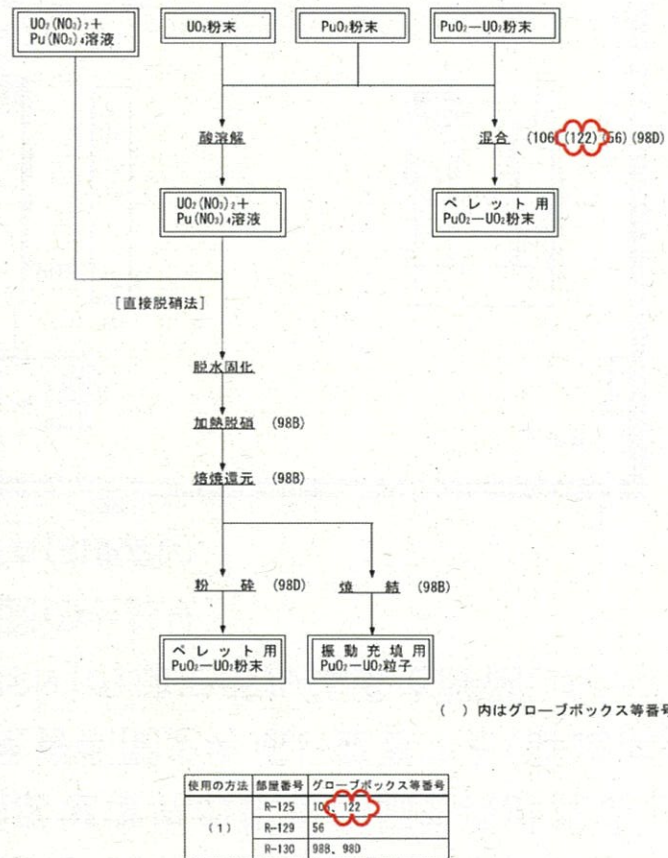 UO₂(NO₃)₂+
Pu(NO₃)₄溶液
UO₂粉末
PuO₂粉末
PuO₂―UO₂粉末
酸溶解
混合 (106) (122) (56) (98D)
UO₂(NO₃)₂+
Pu(NO₃)₄溶液
ペレット用
PuO₂―UO₂粉末
[直接脱硝法]
脱水固化
加熱脱硝 (98B)
焙焼還元 (98B)
粉 砕 (98D)
焼 結 (98B)
ペレット用
PuO₂―UO₂粉末
振動充填用
PuO₂―UO₂粒子
( )内はグローブボックス等番号
使用の方法 部屋番号 グローブボックス等番号
(1)
R-125 106、122
R-129 56
R-130 98B、98D